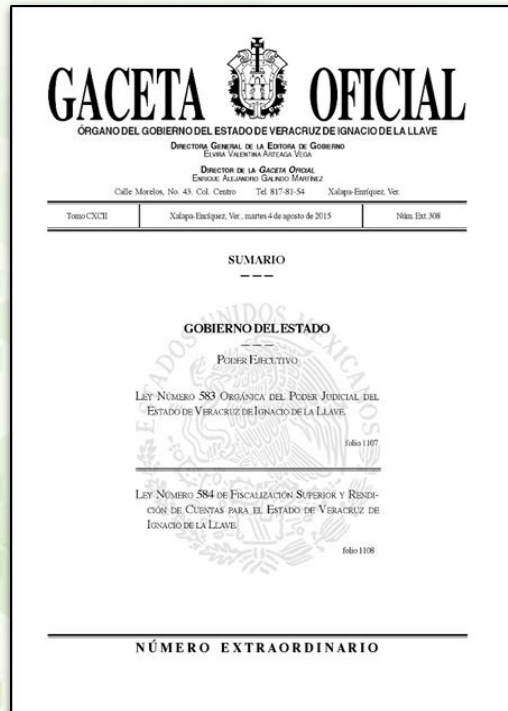 GACETA OFICIAL
ÓRGANO DEL GOBIERNO DEL ESTADO DE VERACRUZ DE IGNACIO DE LA LLAVE
DIRECTORA GENERAL DE LA EDITORA DE GOBIERNO
ELVIRA VALENTINA ARTEAGA VEGA
DIRECTOR DE LA GACETA OFICIAL
ENRIQUE ALEJANDRO GALINDO MARTÍNEZ
Calle Morelos, No. 43, Col. Centro Tel. 817-81-54 Xalapa-Enríquez, Ver.
Tomo CXCII Xalapa-Enríquez, Ver., martes 4 de agosto de 2015 Núm. Ext. 308
SUMARIO
GOBIERNO DEL ESTADO
PODER EJECUTIVO
LEY NÚMERO 583 ORGÁNICA DEL PODER JUDICIAL DEL
ESTADO DE VERACRUZ DE IGNACIO DE LA LLAVE.
folio 1107
LEY NÚMERO 584 DE FISCALIZACIÓN SUPERIOR Y RENDI-
CIÓN DE CUENTAS PARA EL ESTADO DE VERACRUZ DE
IGNACIO DE LA LLAVE.
folio 1108
ESTADOS UNIDOS MEXICANOS
NÚMERO EXTRAORDINARIO